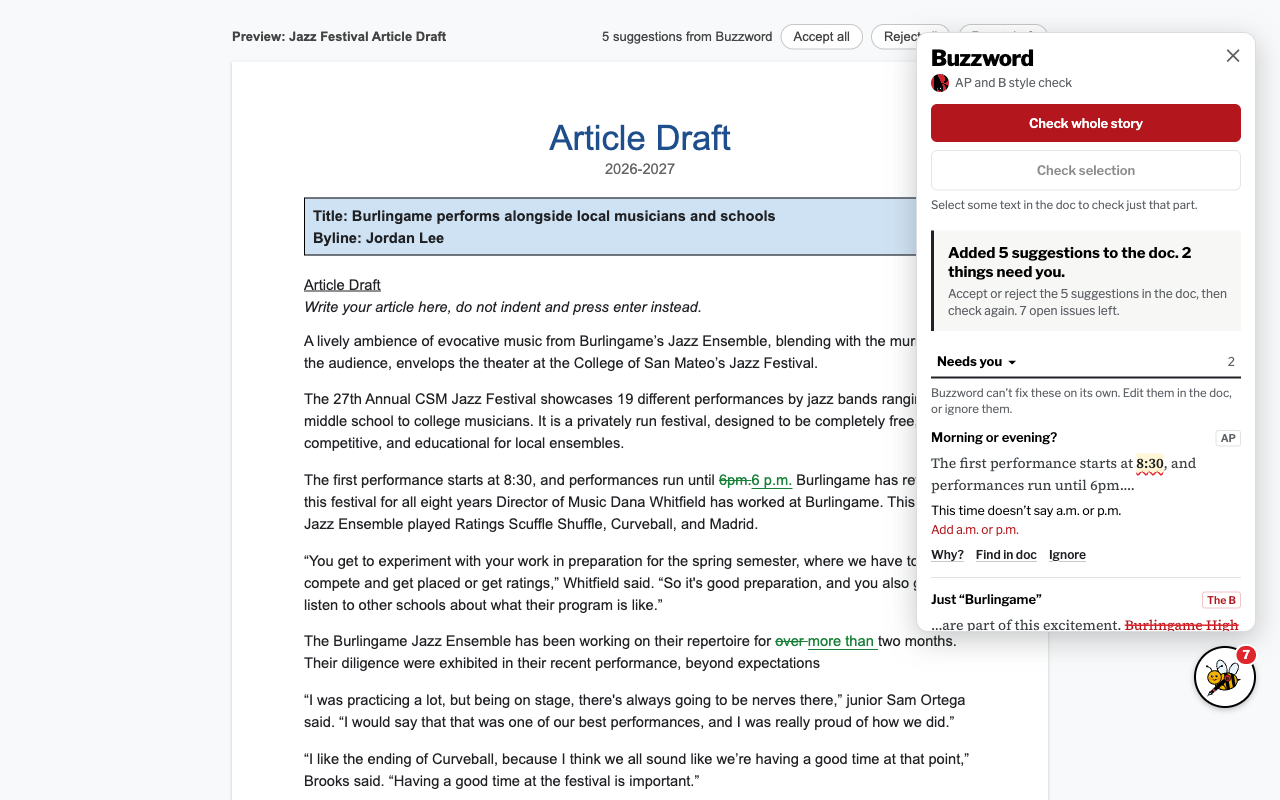 Preview: Jazz Festival Article Draft
5 suggestions from Buzzword
Accept all
Reject
Article Draft
2026-2027
Title: Burlingame performs alongside local musicians and schools
Byline: Jordan Lee
Article Draft
Write your article here, do not indent and press enter instead.
A lively ambience of evocative music from Burlingame’s Jazz Ensemble, blending with the
the audience, envelops the theater at the College of San Mateo’s Jazz Festival.
The 27th Annual CSM Jazz Festival showcases 19 different performances by jazz bands
middle school to college musicians. It is a privately run festival, designed to be completely free
competitive, and educational for local ensembles.
The first performance starts at 8:30, and performances run until 6pm.6 p.m. Burlingame has
this festival for all eight years Director of Music Dana Whitfield has worked at Burlingame. This
Jazz Ensemble played Ratings Scuffle Shuffle, Curveball, and Madrid.
“You get to experiment with your work in preparation for the spring semester, where we have to
compete and get placed or get ratings,” Whitfield said. “So it's good preparation, and you also
listen to other schools about what their program is like.”
The Burlingame Jazz Ensemble has been working on their repertoire for over more than two months.
Their diligence were exhibited in their recent performance, beyond expectations
“I was practicing a lot, but being on stage, there's always going to be nerves there,” junior Sam Ortega
said. “I would say that that was one of our best performances, and I was really proud of how we did.”
“I like the ending of Curveball, because I think we all sound like we’re having a good time at that point,”
Brooks said. “Having a good time at the festival is important.”
Buzzword
AP and B style check
Check whole story
Check selection
Select some text in the doc to check just that part.
Added 5 suggestions to the doc. 2
things need you.
Accept or reject the 5 suggestions in the doc, then
check again. 7 open issues left.
Needs you
2
Buzzword can’t fix these on its own. Edit them in the doc,
or ignore them.
Morning or evening?
AP
The first performance starts at 8:30, and
performances run until 6pm....
This time doesn’t say a.m. or p.m.
Add a.m. or p.m.
Why? Find in doc Ignore
Just “Burlingame”
The B
...are part of this excitement. Burlingame High
7